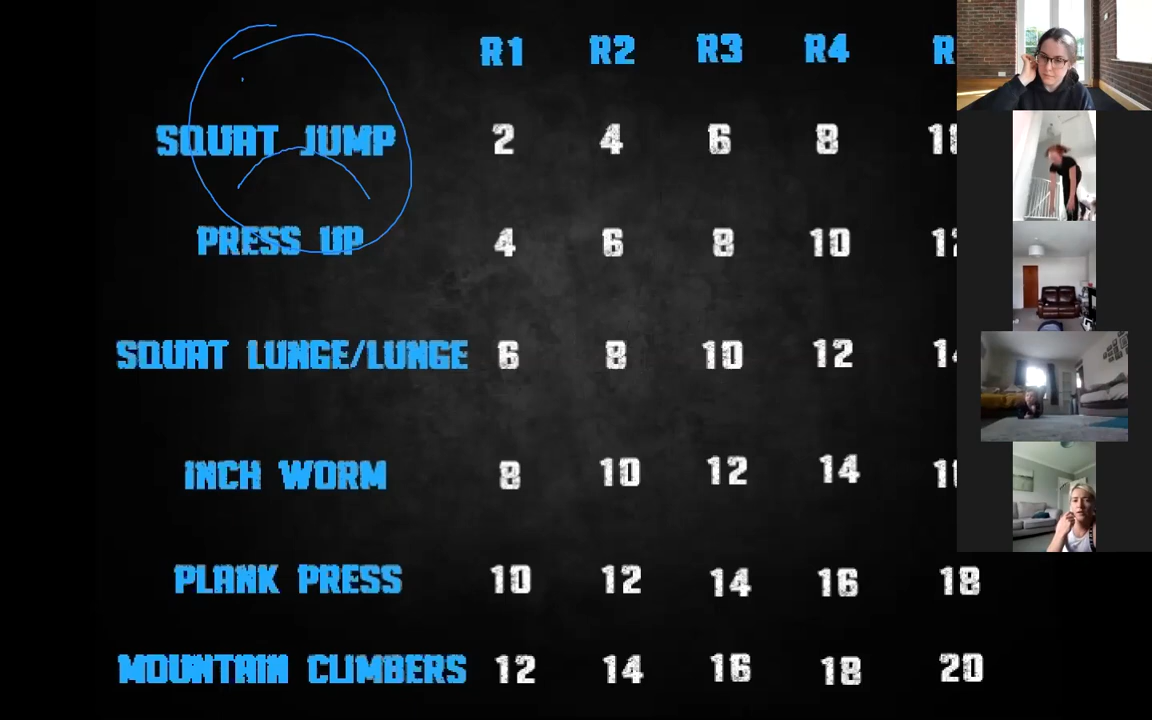 R1 R2 R3 R4 R
SQUAT JUMP 2 4 6 8
PRESS UP 4 6 8 10
SQUAT LUNGE/LUNGE 6 8 10 12
INCH WORM 8 10 12 14
PLANK PRESS 10 12 14 16 18
MOUNTAIN CLIMBERS 12 14 16 18 20